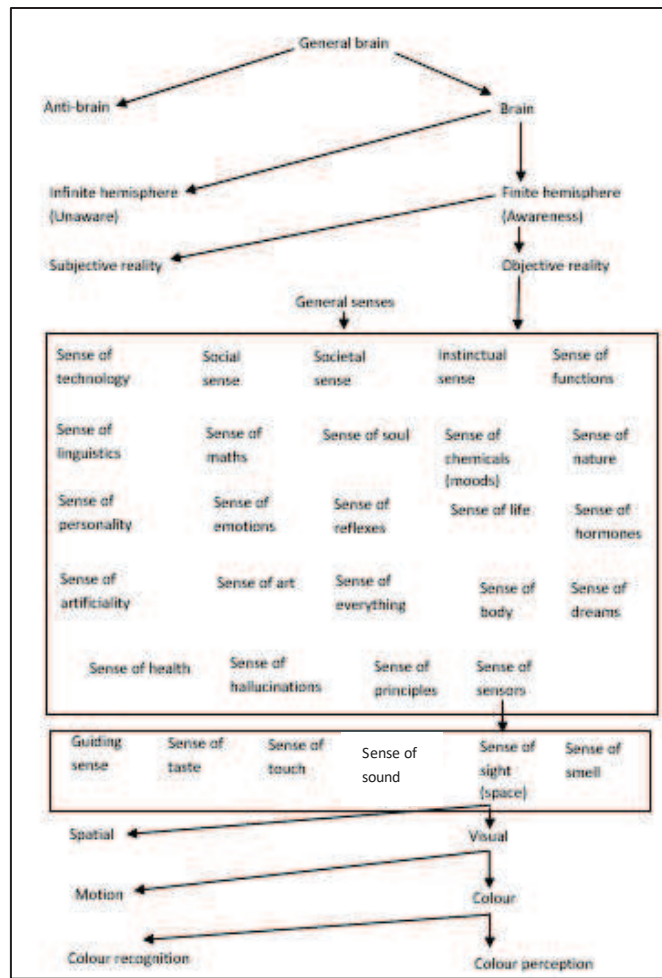 General brain
Anti-brain
Brain
Infinite hemisphere
(Unaware)
Finite hemisphere
(Awareness)
Subjective reality
Objective reality
General senses
Sense of
technology
Social
sense
Societal
sense
Instinctual
sense
Sense of
functions
Sense of
linguistics
Sense of
maths
Sense of soul
Sense of
chemicals
(moods)
Sense of
nature
Sense of
personality
Sense of
emotions
Sense of
reflexes
Sense of life
Sense of
hormones
Sense of
artificiality
Sense of art
Sense of
everything
Sense of
body
Sense of
dreams
Sense of health
Sense of
hallucinations
Sense of
principles
Sense of
sensors
Guiding
sense
Sense of
taste
Sense of
touch
Sense of
sound
Sense of
sight
(space)
Sense of
smell
Spatial
Visual
Motion
Colour
Colour recognition
Colour perception